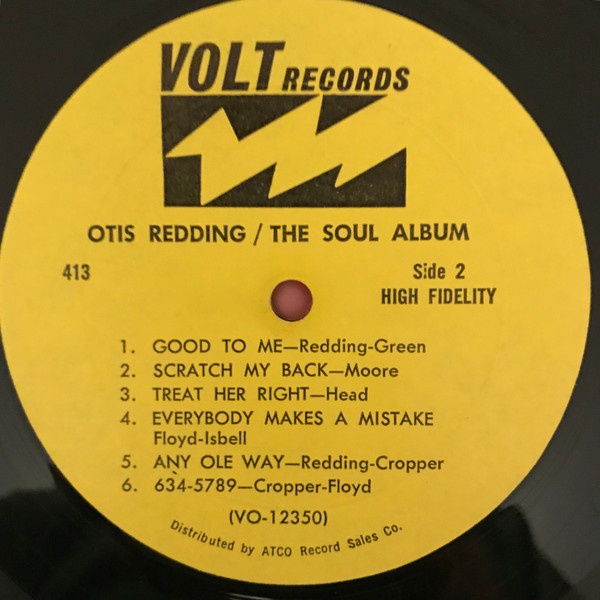 VOLT RECORDS
OTIS REDDING / THE SOUL ALBUM
413
Side 2
HIGH FIDELITY
1. GOOD TO ME—Redding-Green
2. SCRATCH MY BACK—Moore
3. TREAT HER RIGHT—Head
4. EVERYBODY MAKES A MISTAKE
Floyd-Isbell
5. ANY OLE WAY—Redding-Cropper
6. 634-5789—Cropper-Floyd
(VO-12350)
Distributed by ATCO Record Sales Co.